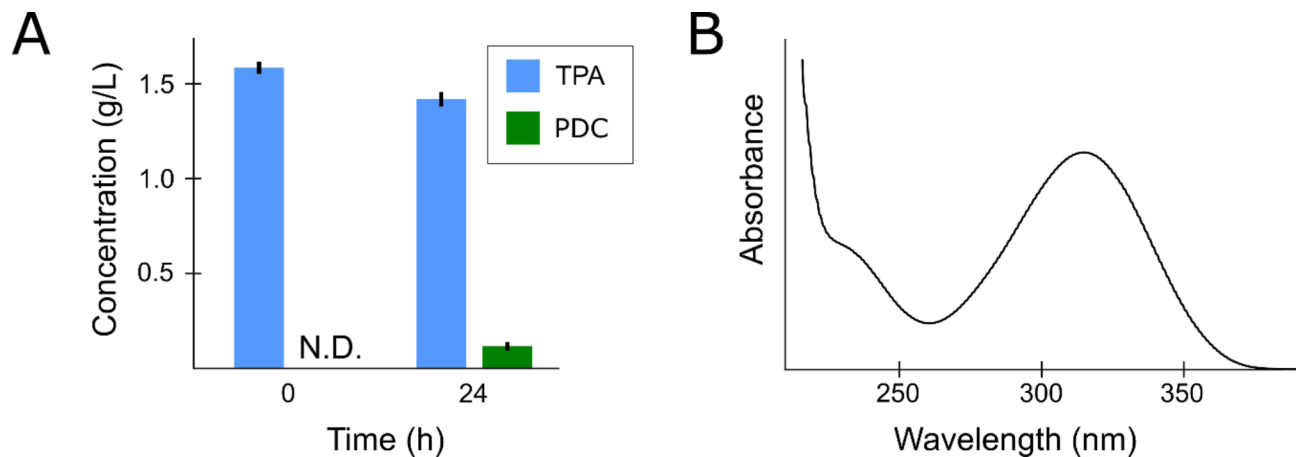 A
Concentration (g/L)
1.5
1.0
0.5
N.D.
0
24
Time (h)
TPA
PDC
B
Absorbance
250
300
350
Wavelength (nm)